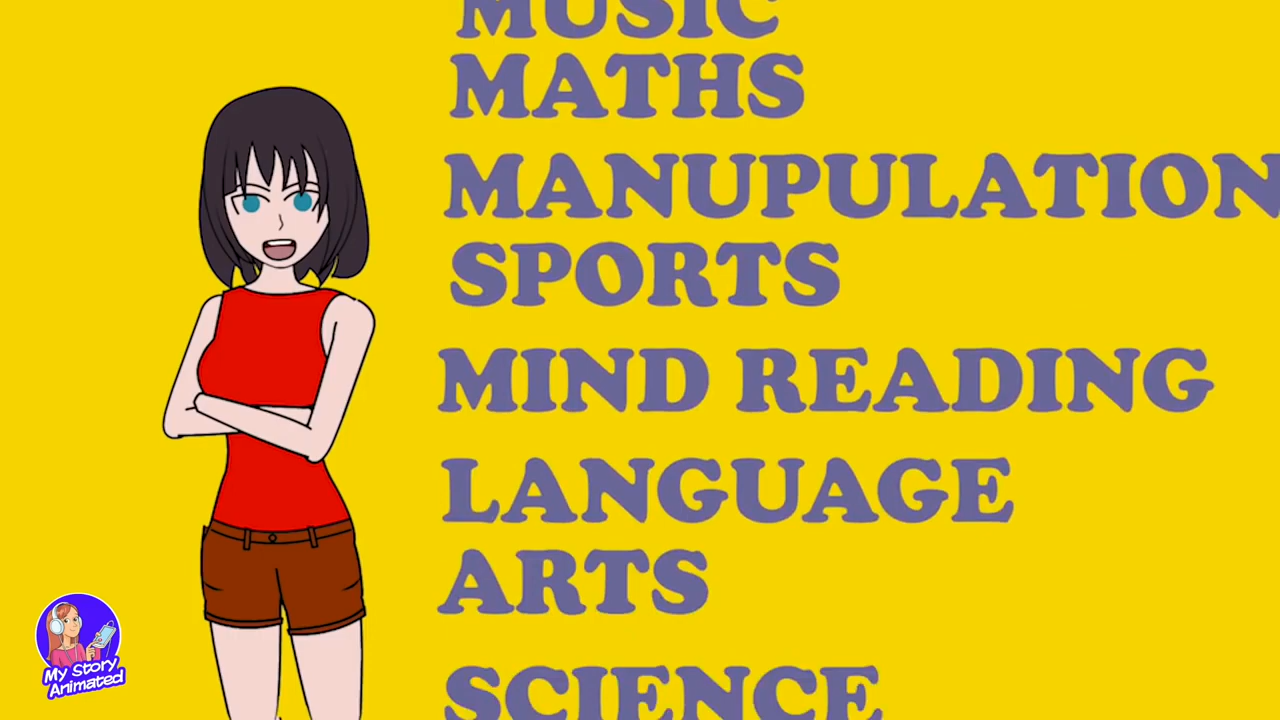 MUSIC
MATHS
MANUPULATION
SPORTS
MIND READING
LANGUAGE
ARTS
SCIENCE
My Story
Animated